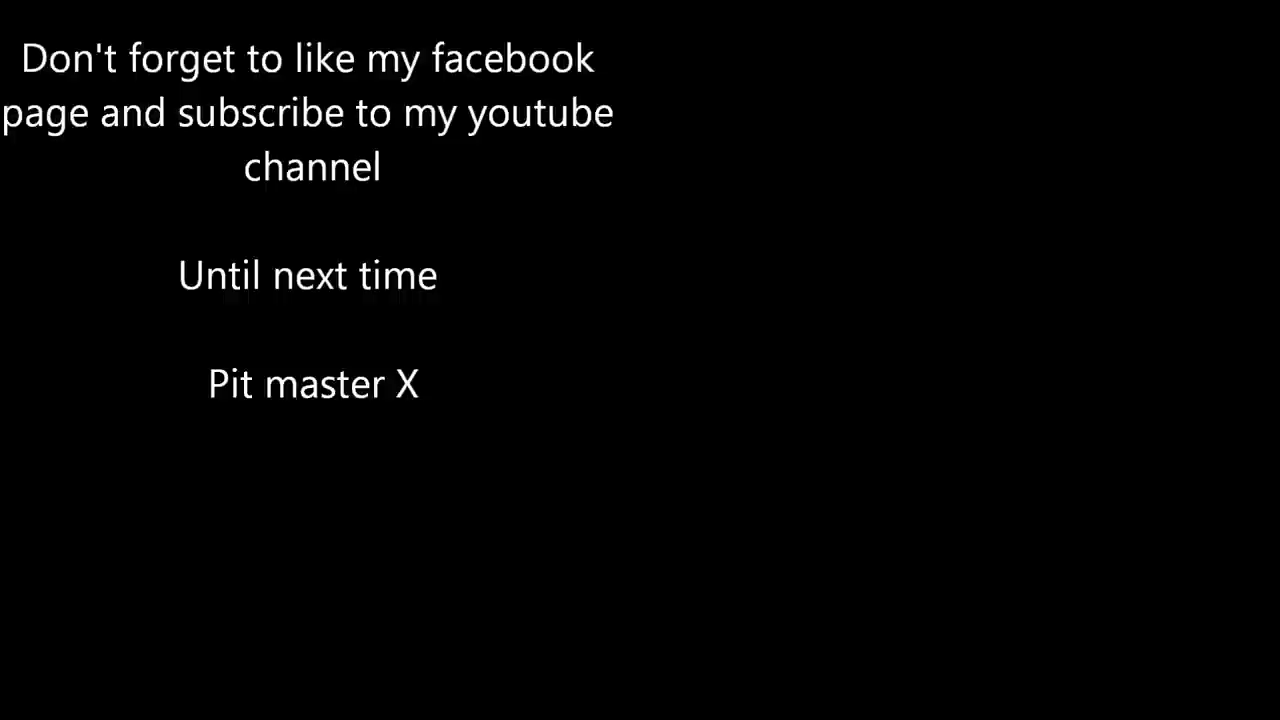 Don't forget to like my facebook
page and subscribe to my youtube
channel
Until next time
Pit master X